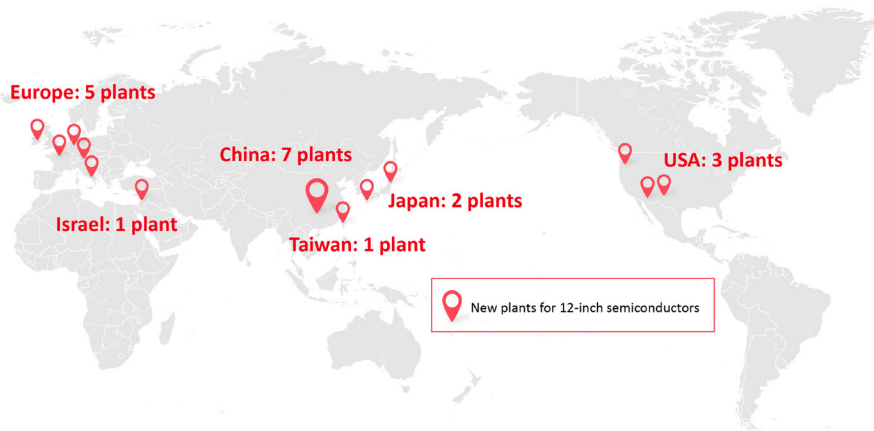 Europe: 5 plants
China: 7 plants
USA: 3 plants
Japan: 2 plants
Israel: 1 plant
Taiwan: 1 plant
New plants for 12-inch semiconductors